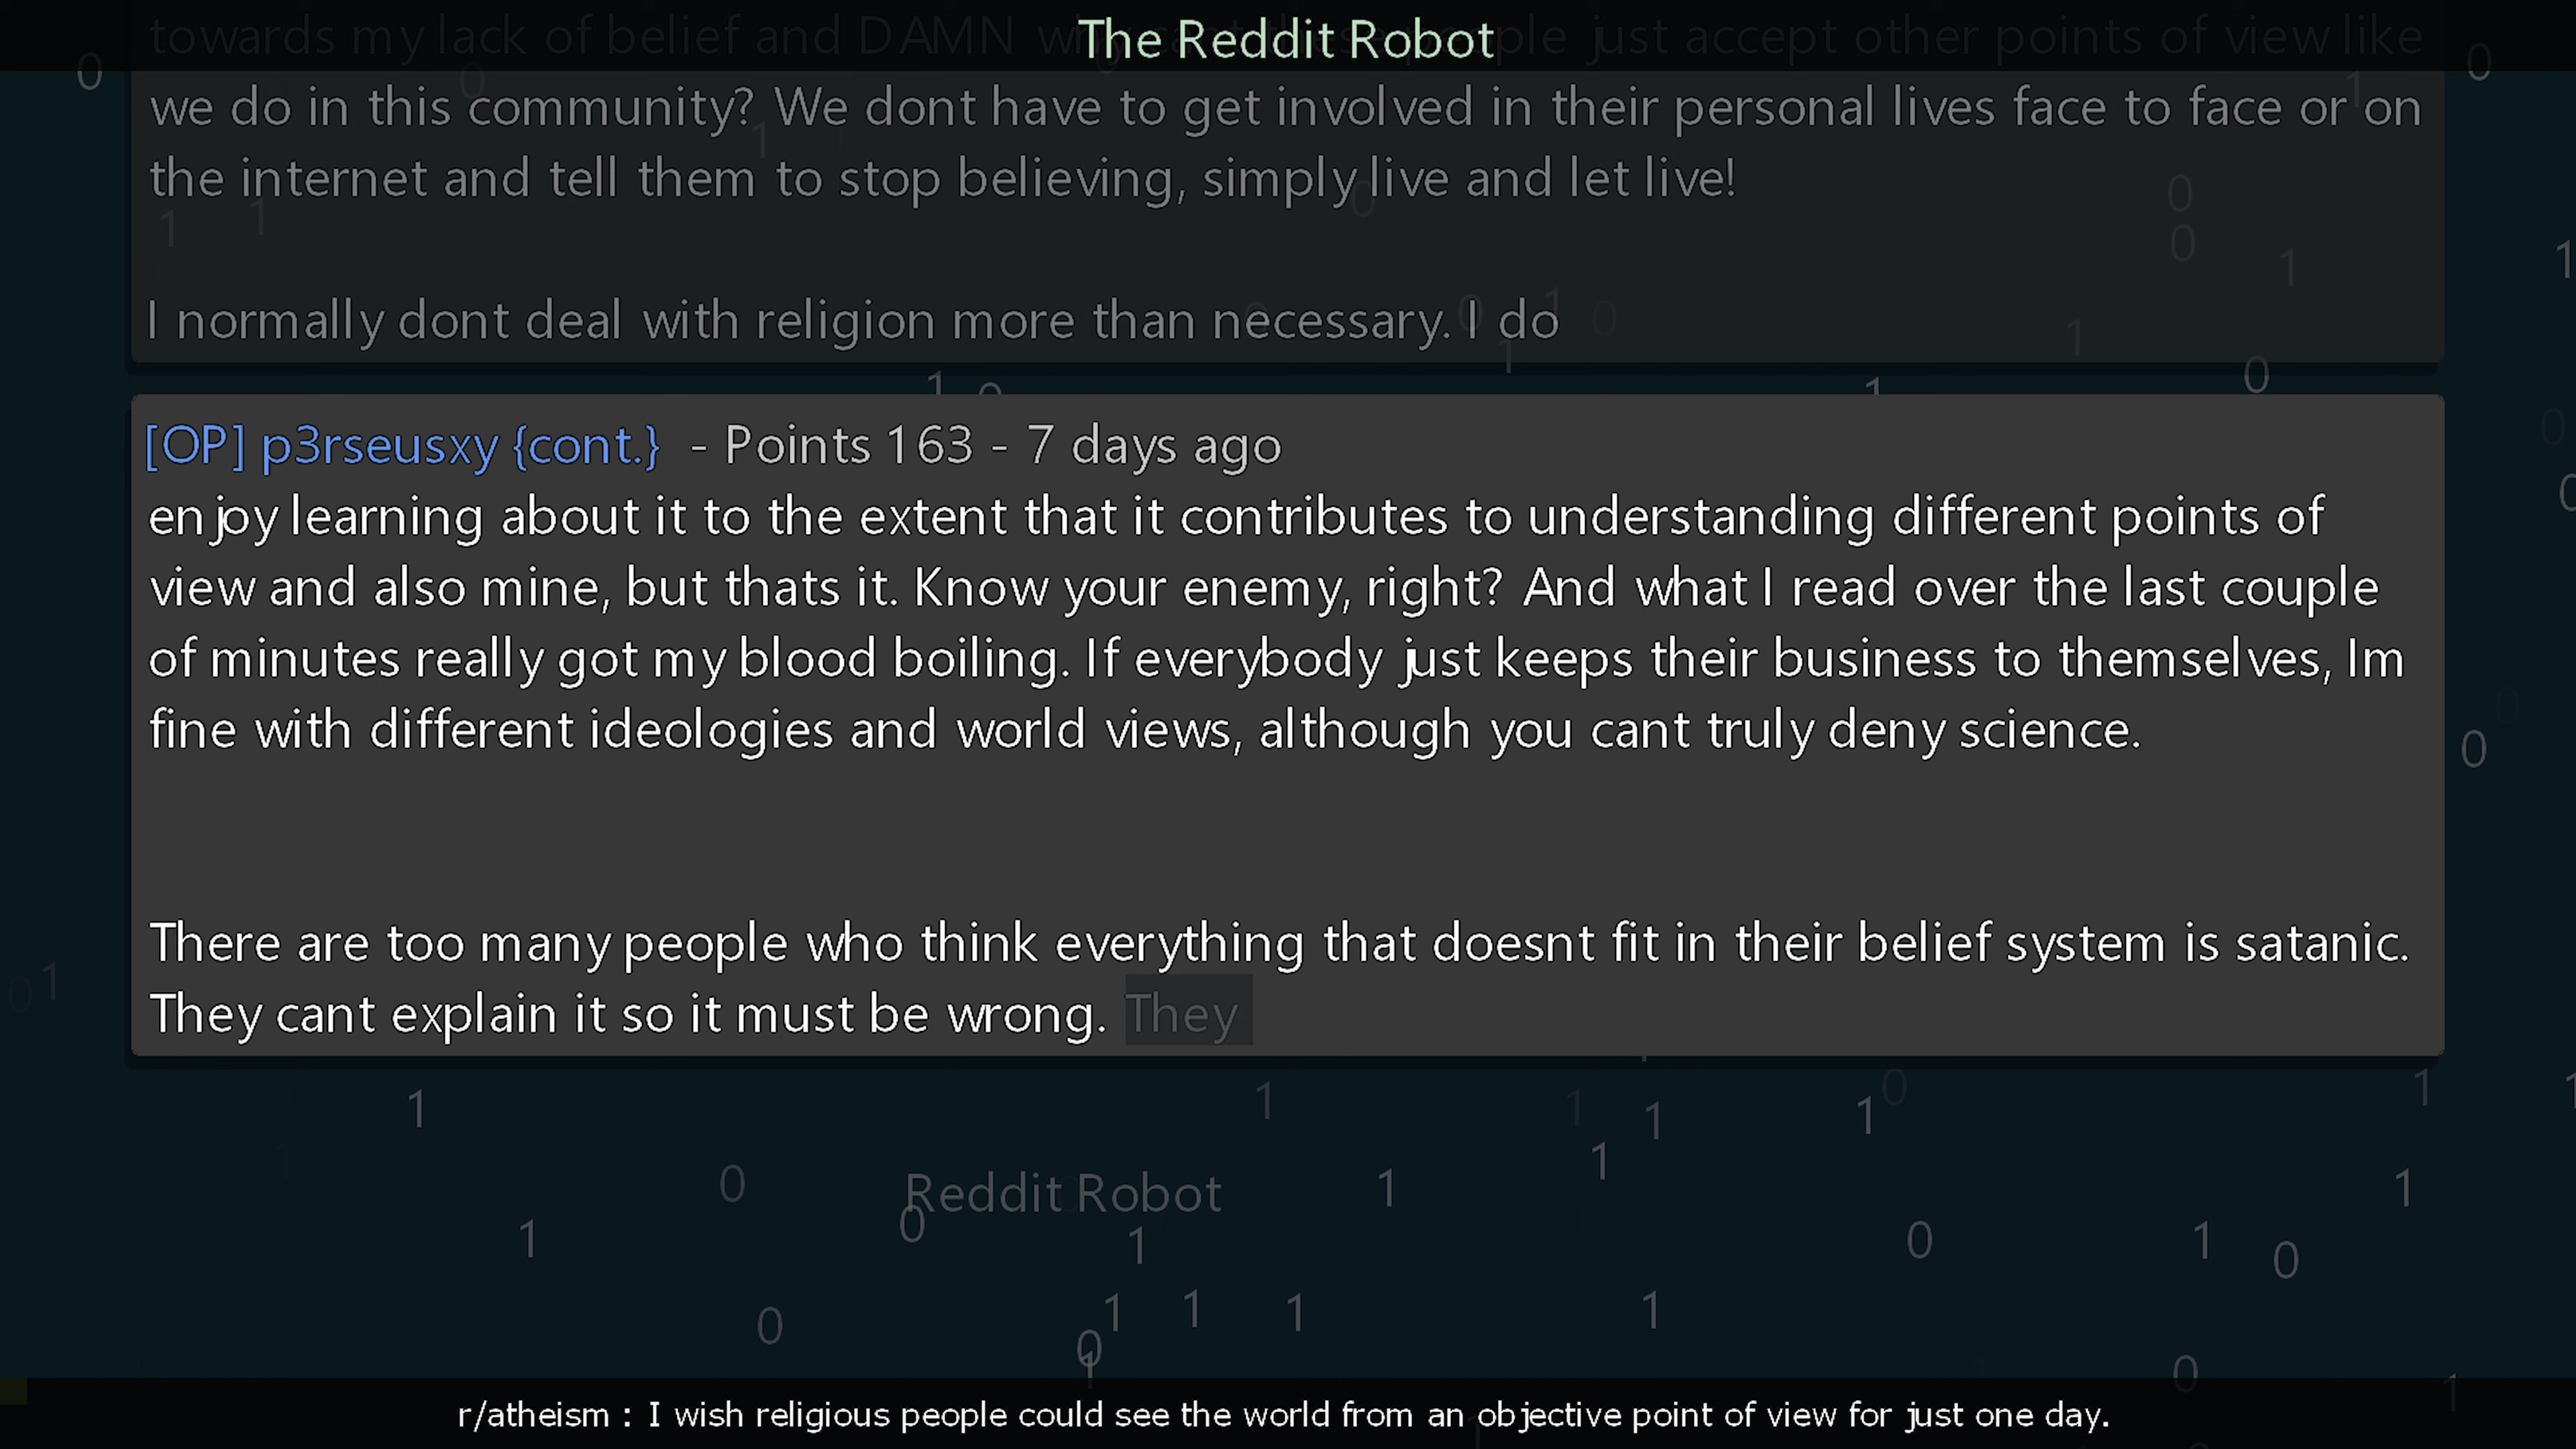 The Reddit Robot
towards my lack of belief and DAMN just accept other points of view like
we do in this community? We dont have to get involved in their personal lives face to face or on
the internet and tell them to stop believing, simply live and let live!
I normally dont deal with religion more than necessary. I do
[OP] p3rseusxy {cont.} - Points 163 - 7 days ago
enjoy learning about it to the extent that it contributes to understanding different points of
view and also mine, but thats it. Know your enemy, right? And what I read over the last couple
of minutes really got my blood boiling. If everybody just keeps their business to themselves, Im
fine with different ideologies and world views, although you cant truly deny science.
There are too many people who think everything that doesnt fit in their belief system is satanic.
They cant explain it so it must be wrong. They
Reddit Robot
r/atheism : I wish religious people could see the world from an objective point of view for just one day.